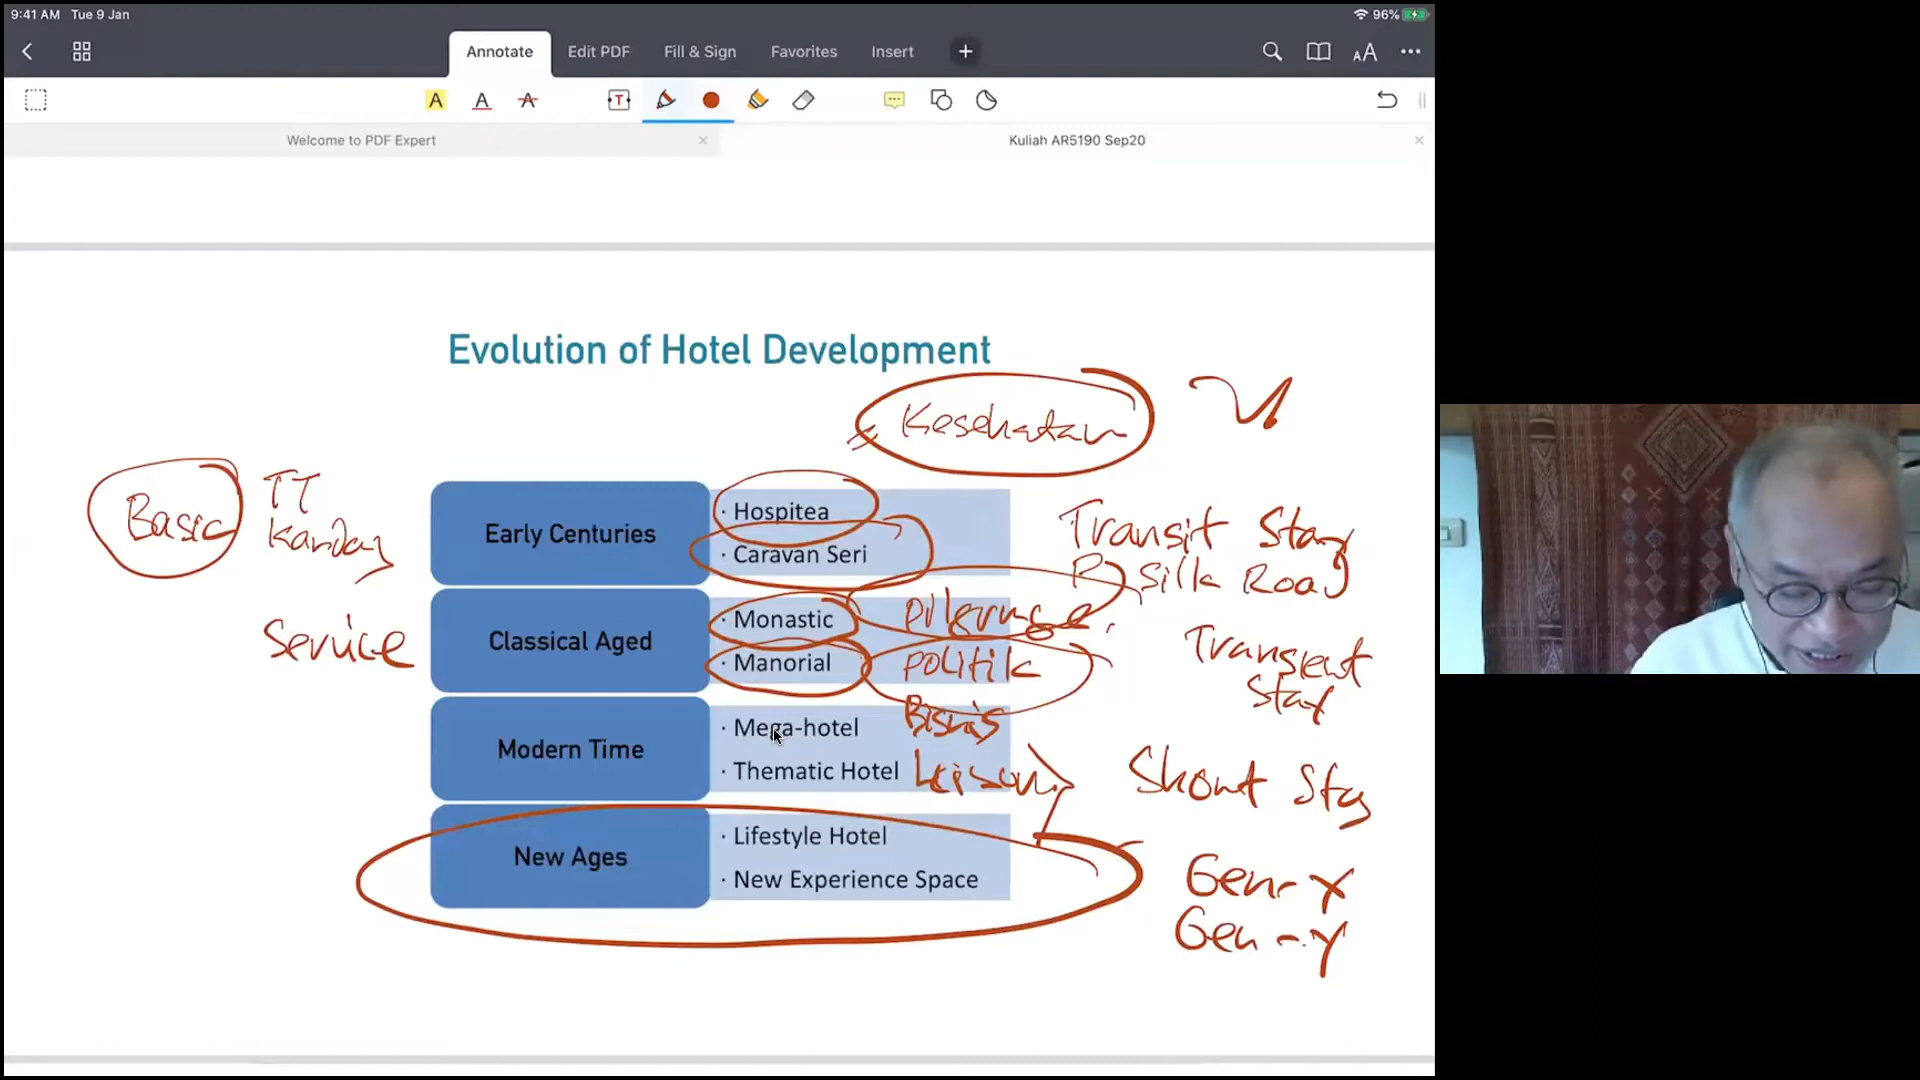 9:41 AM Tue 9 Jan
96%
Annotate
Edit PDF
Fill & Sign
Favorites
Insert
Welcome to PDF Expert
Kuliah AR5190 Sep20
Evolution of Hotel Development
Kesehatan
Basic
TT
Early Centuries
· Hospitea
· Caravan Seri
Transit Stay
Silk Road
Service
Classical Aged
· Monastic
· Manorial
politik
Transient
Stay
Modern Time
· Mega-hotel
Bisnis
· Thematic Hotel
Short Stay
New Ages
· Lifestyle Hotel
· New Experience Space
Gen-X
Gen-Y